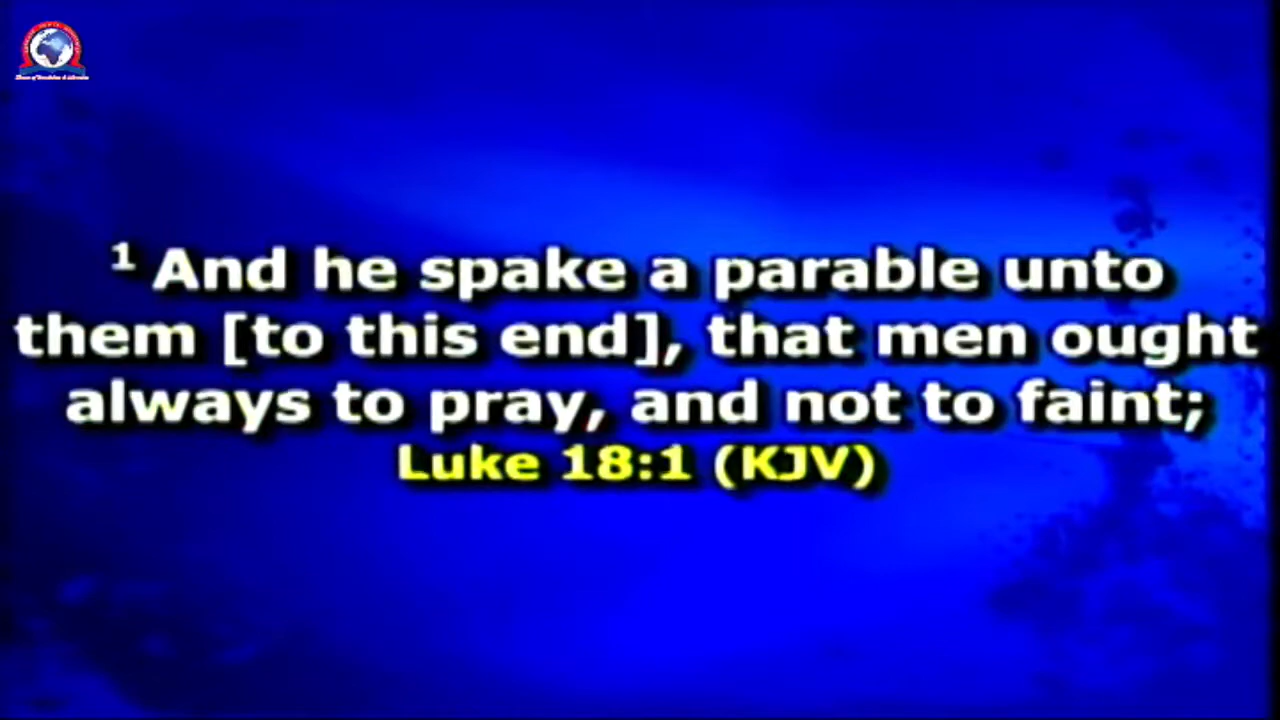 ¹ And he spake a parable unto
them [to this end], that men ought
always to pray, and not to faint;
Luke 18:1 (KJV)